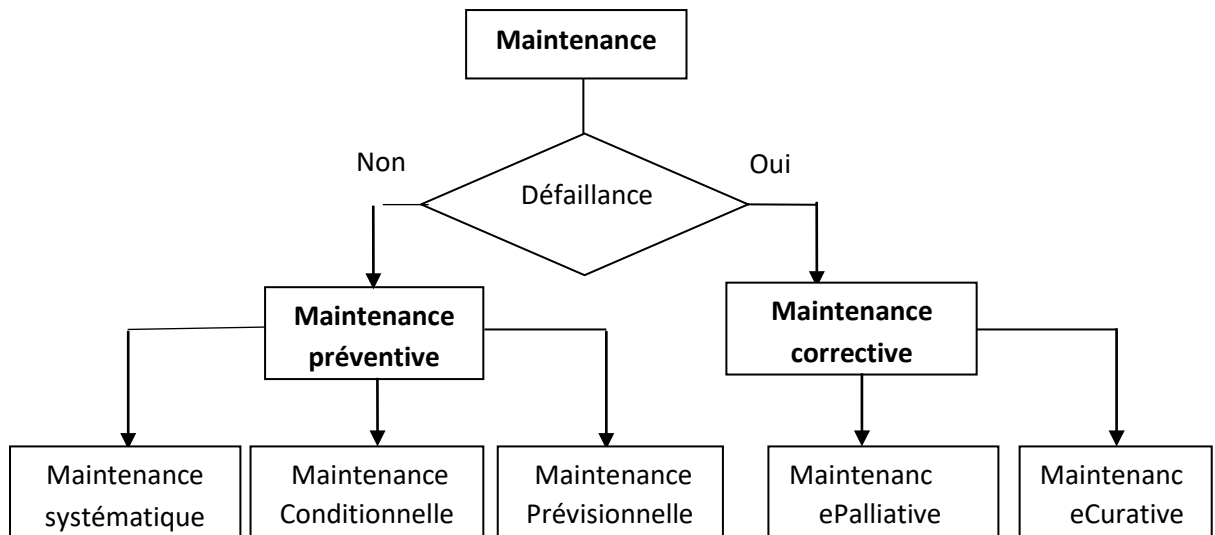 Maintenance
Non
Oui
Défaillance
Maintenance
préventive
Maintenance
corrective
Maintenance
systématique
Maintenance
Conditionnelle
Maintenance
Prévisionnelle
Maintenanc
ePalliative
Maintenanc
eCurative